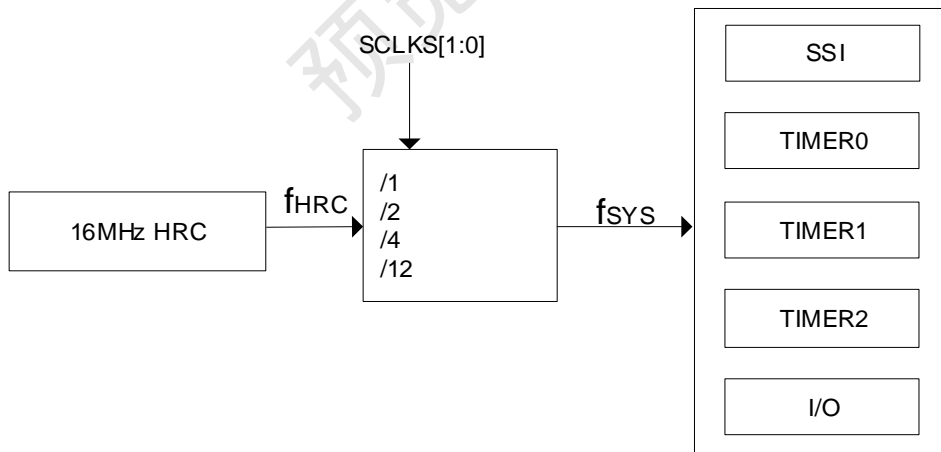 SCLKS[1:0]
16MHz HRC
fHRC
/1
/2
/4
/12
fSYS
SSI
TIMER0
TIMER1
TIMER2
I/O